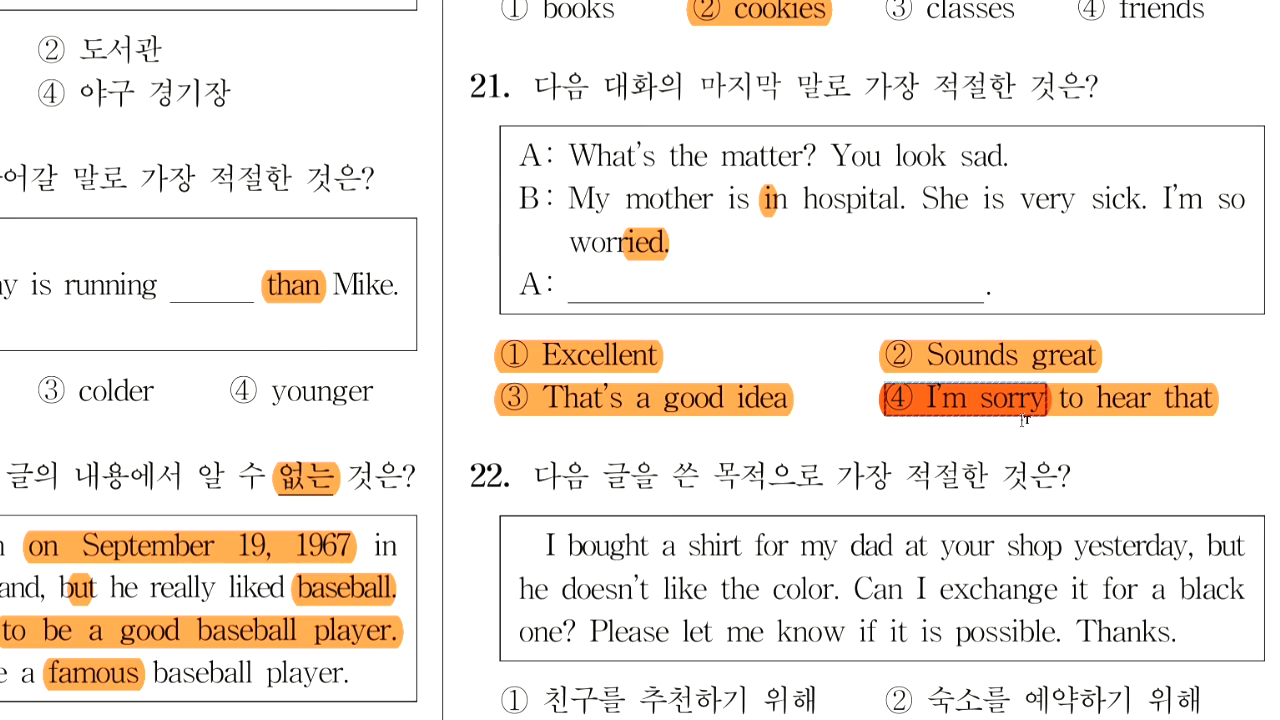 ② 도서관
④ 야구 경기장
어갈 말로 가장 적절한 것은?
is running ______ than Mike.
③ colder ④ younger
글의 내용에서 알 수 없는 것은?
on September 19, 1967 in
and, but he really liked baseball.
to be a good baseball player.
a famous baseball player.
① books ② cookies ③ classes ④ friends
21. 다음 대화의 마지막 말로 가장 적절한 것은?
A: What's the matter? You look sad.
B: My mother is in hospital. She is very sick. I'm so
worried.
A: ______________________________.
① Excellent ② Sounds great
③ That's a good idea ④ I'm sorry to hear that
22. 다음 글을 쓴 목적으로 가장 적절한 것은?
I bought a shirt for my dad at your shop yesterday, but
he doesn't like the color. Can I exchange it for a black
one? Please let me know if it is possible. Thanks.
① 친구를 추천하기 위해 ② 숙소를 예약하기 위해